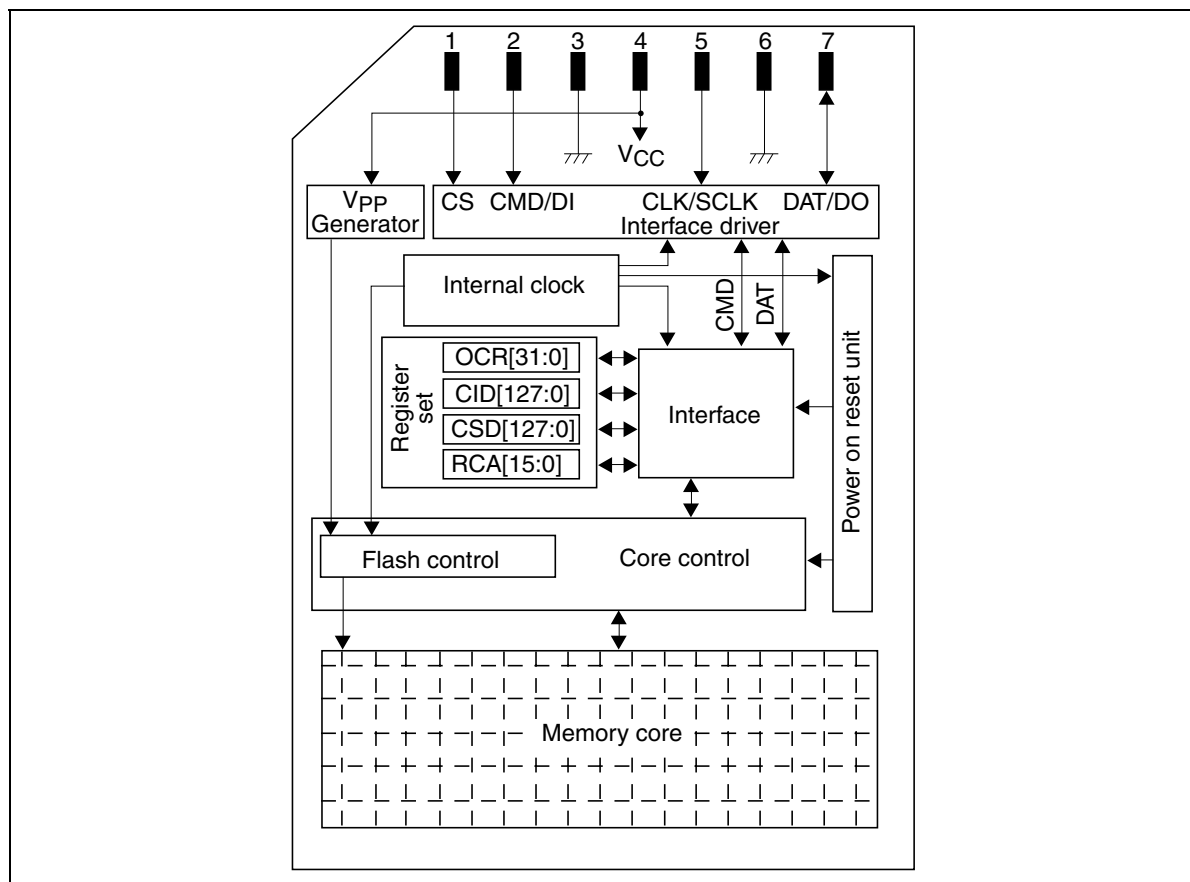 1 2 3 4 5 6 7
VCC
VPP
Generator
CS CMD/DI CLK/SCLK DAT/DO
Interface driver
Internal clock
CMD
DAT
Register
set
OCR[31:0]
CID[127:0]
CSD[127:0]
RCA[15:0]
Interface
Power on reset unit
Flash control
Core control
Memory core